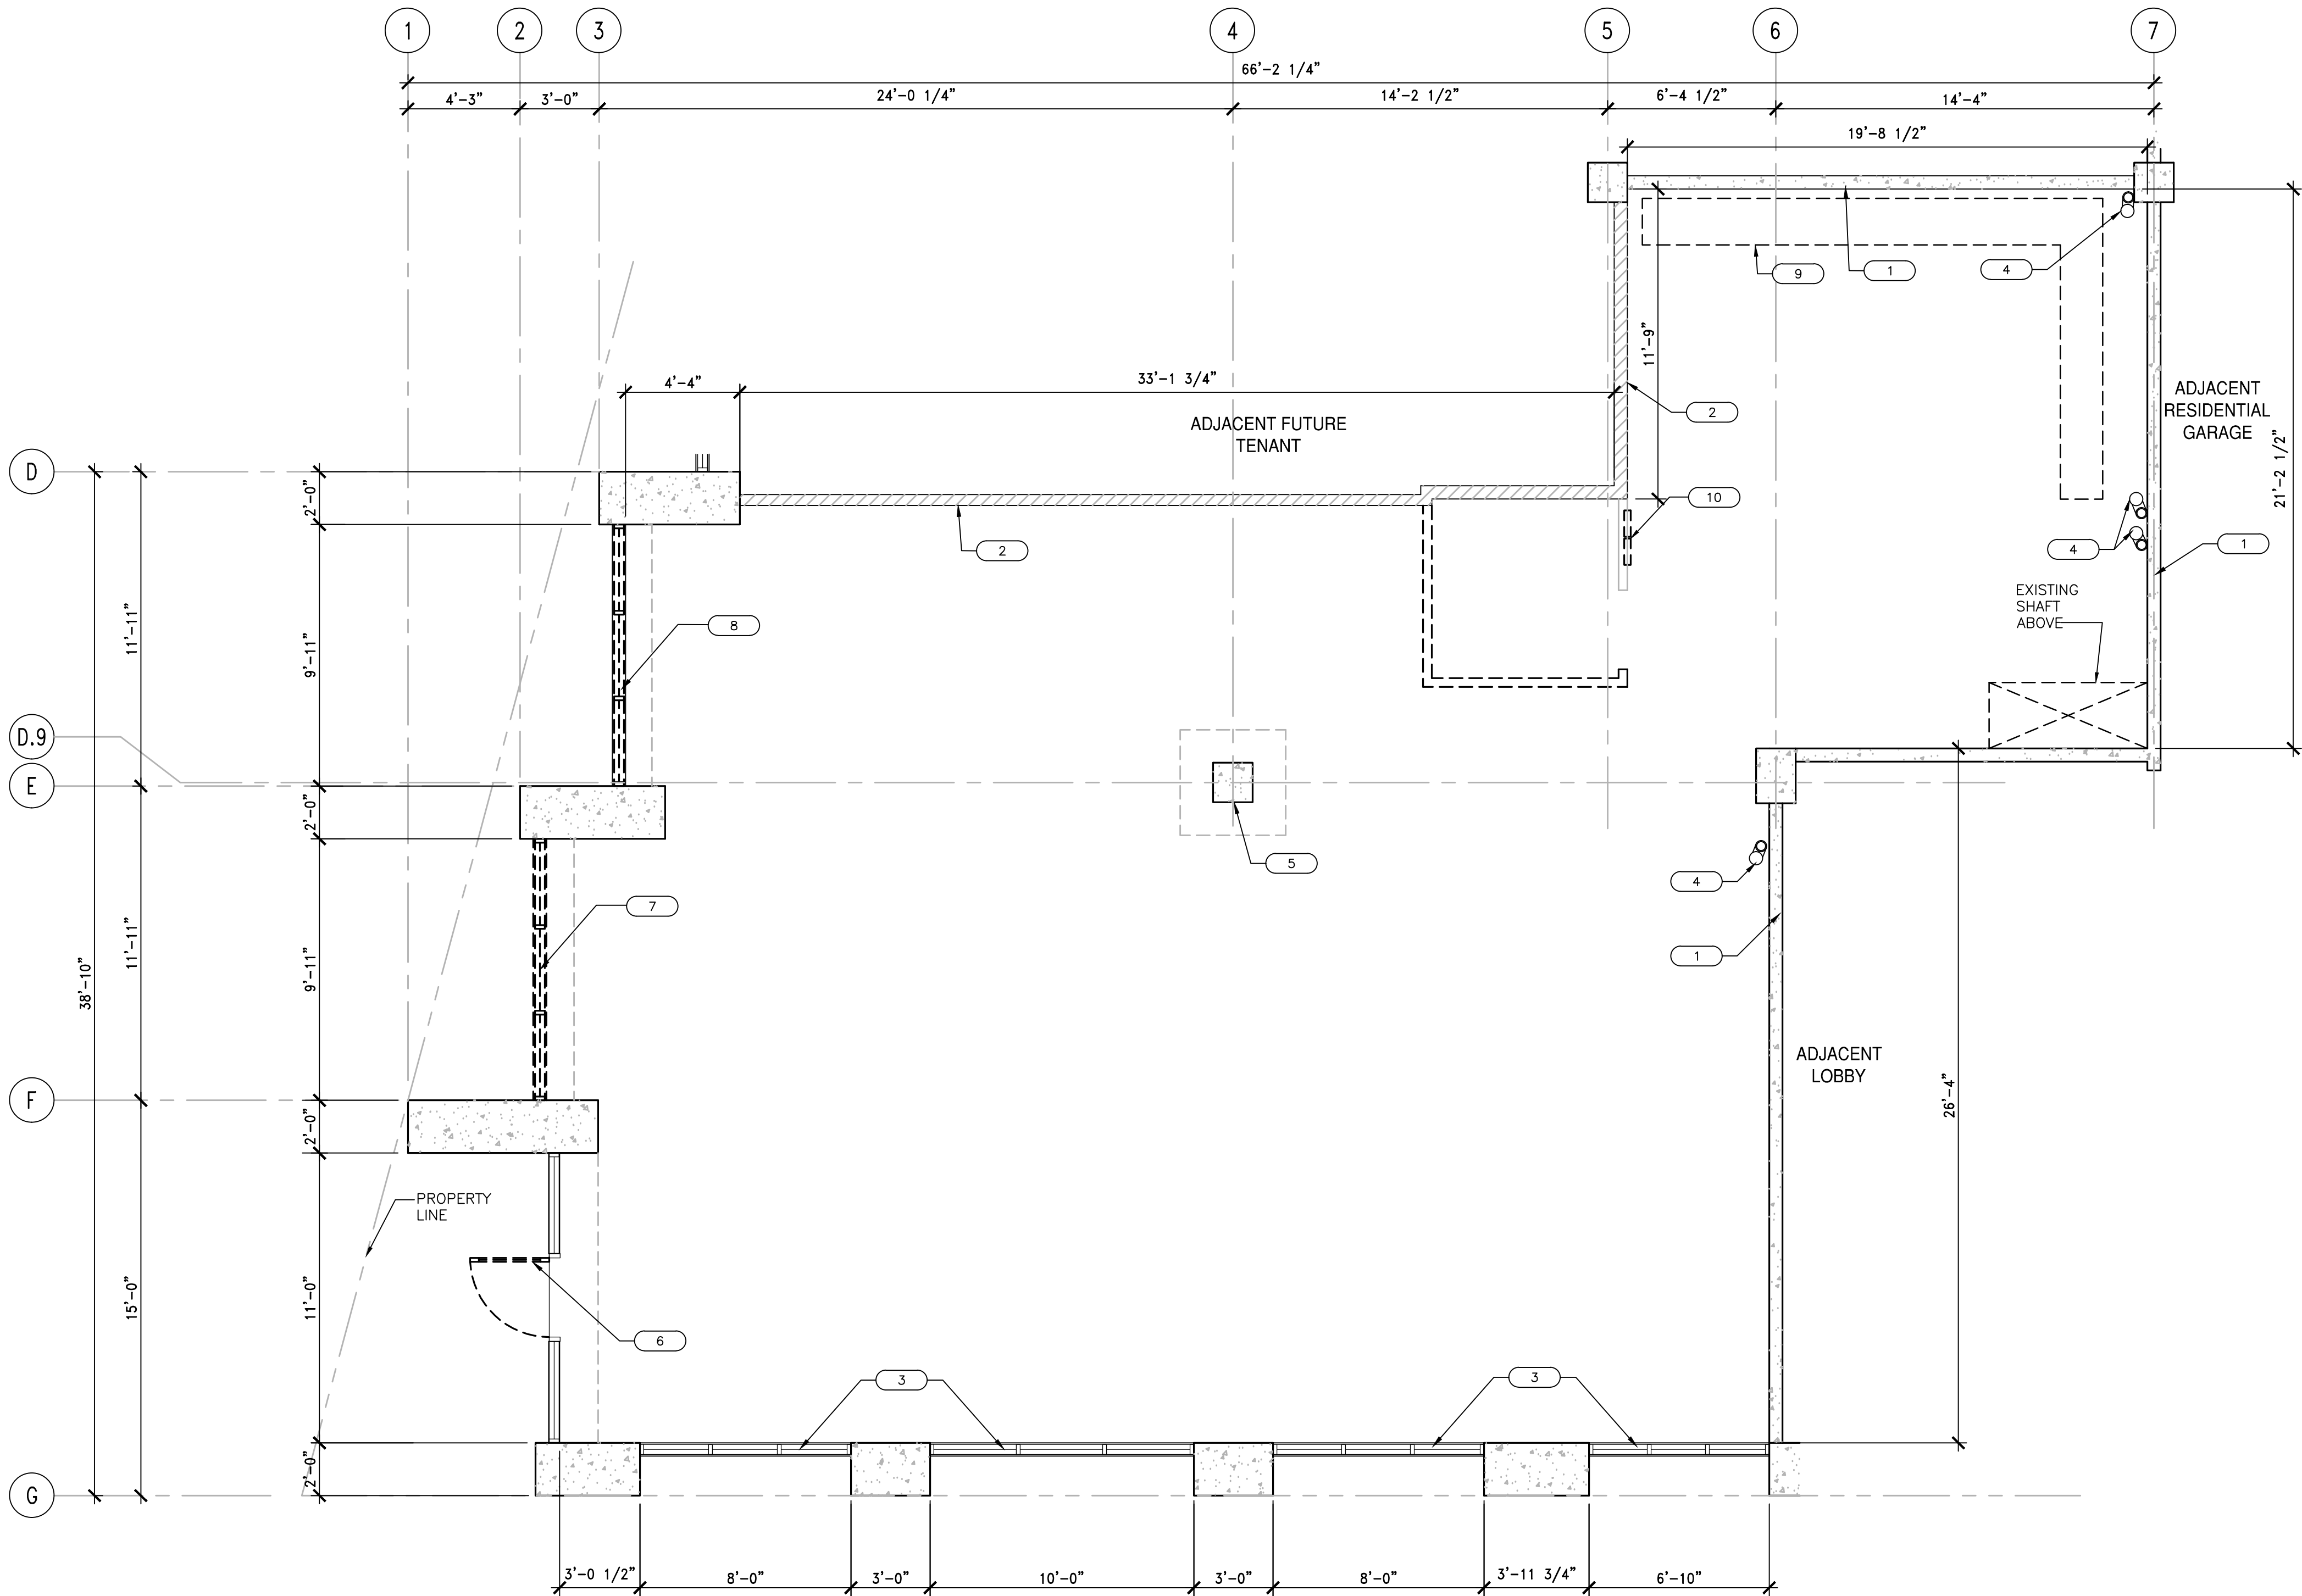 1 2 3 4 5 6 7
66'-2 1/4"
4'-3" 3'-0" 24'-0 1/4" 14'-2 1/2" 6'-4 1/2" 14'-4"
19'-8 1/2"
9 1 4
11'-9"
4'-4" 33'-1 3/4"
2
ADJACENT FUTURE
TENANT
ADJACENT
RESIDENTIAL
GARAGE
21'-2 1/2"
D
2'-0"
10
2
4
1
EXISTING
SHAFT
ABOVE
11'-11"
9'-11"
8
D.9
E
2'-0"
5
4
7
1
38'-10"
11'-11"
9'-11"
ADJACENT
LOBBY
26'-4"
F
2'-0"
PROPERTY
LINE
15'-0"
11'-0"
6
3
3
2'-0"
G
3'-0 1/2" 8'-0" 3'-0" 10'-0" 3'-0" 8'-0" 3'-11 3/4" 6'-10"